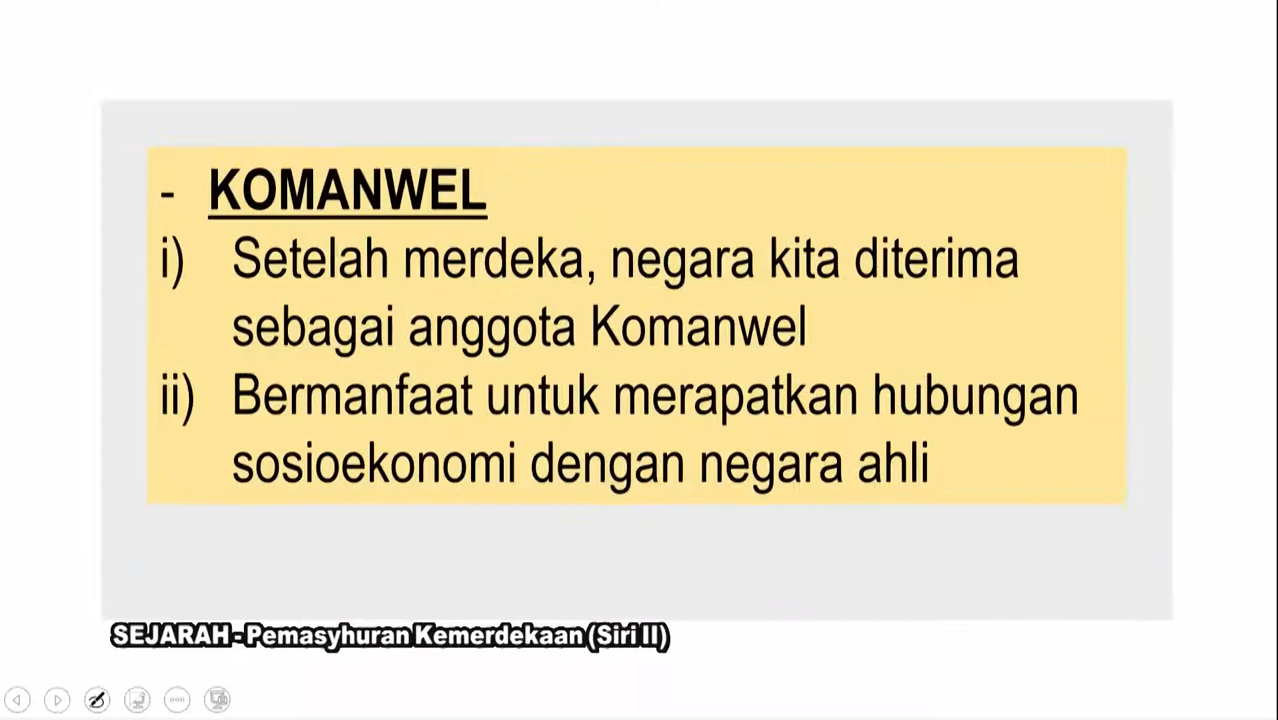 - KOMANWEL
i) Setelah merdeka, negara kita diterima
sebagai anggota Komanwel
ii) Bermanfaat untuk merapatkan hubungan
sosioekonomi dengan negara ahli
SEJARAH - Pemasyhuran Kemerdekaan (Siri II)